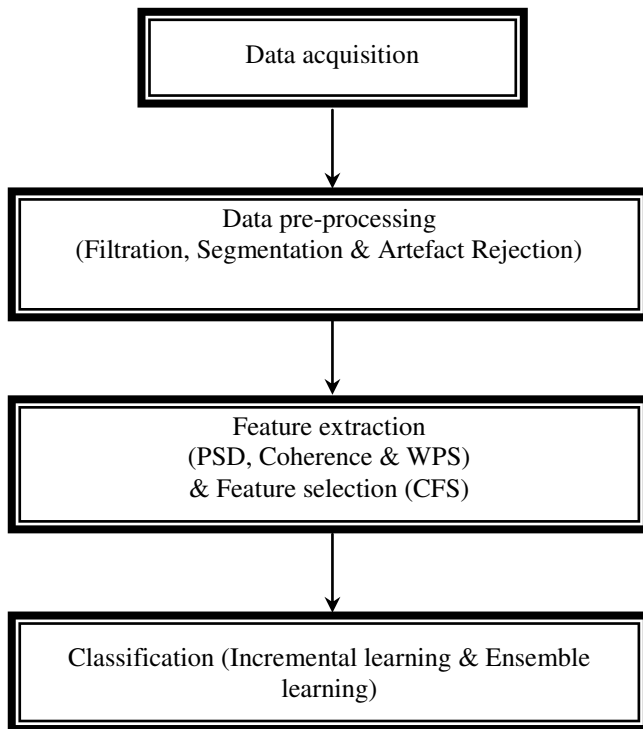 Data acquisition
Data pre-processing
(Filtration, Segmentation & Artefact Rejection)
Feature extraction
(PSD, Coherence & WPS)
& Feature selection (CFS)
Classification (Incremental learning & Ensemble
learning)